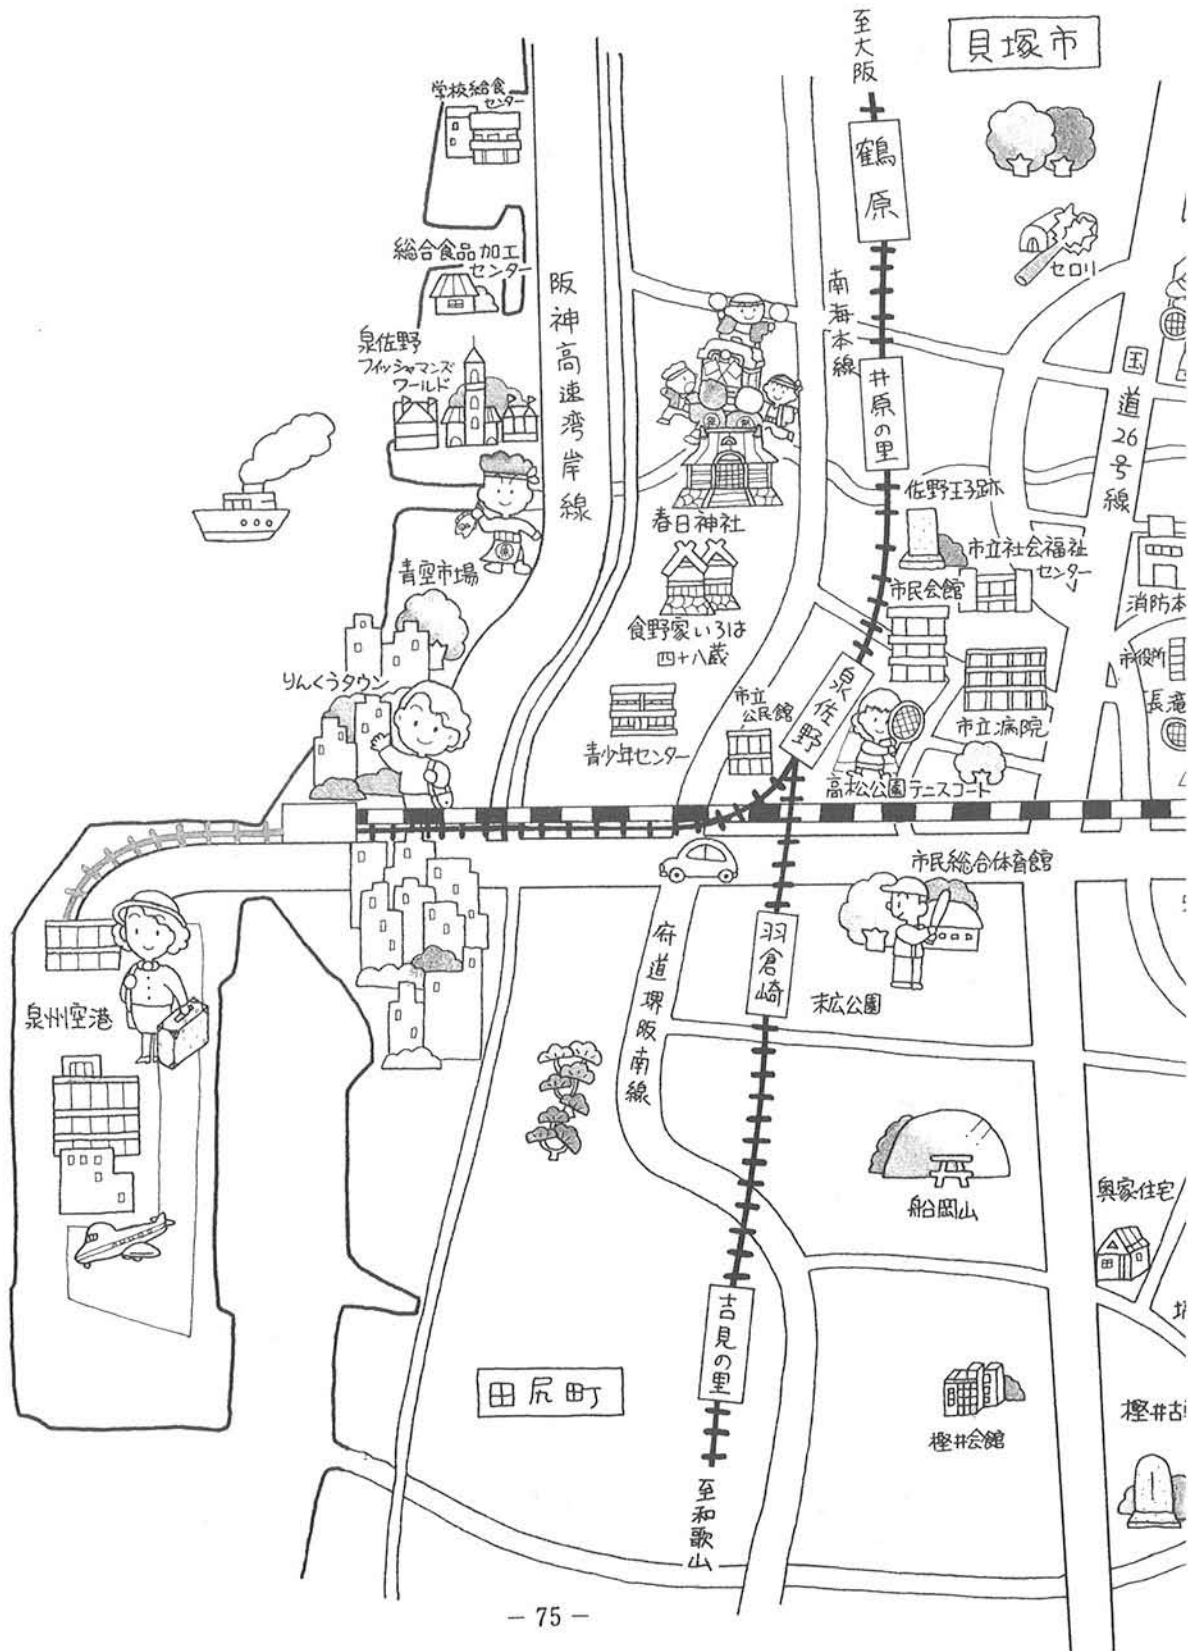 貝塚市
至大阪
学校給食
センター
鶴原
総合食品加工
センター
セロリ
阪神高速湾岸線
南海本線
国道26号線
泉佐野
フィッシャマンズ
ワールド
井原の里
佐野王子跡
春日神社
市立社会福祉
センター
青空市場
市民会館
消防本
食野家いろは
四十八蔵
市役所
りんくうタウン
泉佐野
市立
公民館
長滝
市立病院
青少年センター
高松公園テニスコート
市民総合体育館
府道堺阪南線
羽倉崎
末広公園
泉州空港
船岡山
奥家住宅
吉見の里
田尻町
樫井古
樫井会館
至和歌山
− 75 −